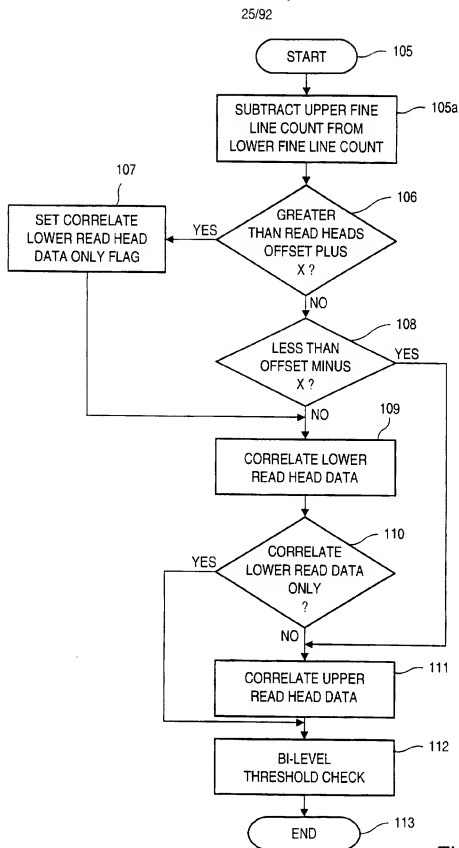 25/92
START
105
SUBTRACT UPPER FINE
LINE COUNT FROM
LOWER FINE LINE COUNT
105a
107
SET CORRELATE
LOWER READ HEAD
DATA ONLY FLAG
YES
106
GREATER
THAN READ HEADS
OFFSET PLUS
X ?
NO
108
LESS THAN
OFFSET MINUS
X ?
YES
NO
109
CORRELATE LOWER
READ HEAD DATA
110
YES
CORRELATE
LOWER READ DATA
ONLY
?
NO
CORRELATE UPPER
READ HEAD DATA
111
BI-LEVEL
THRESHOLD CHECK
112
END
113